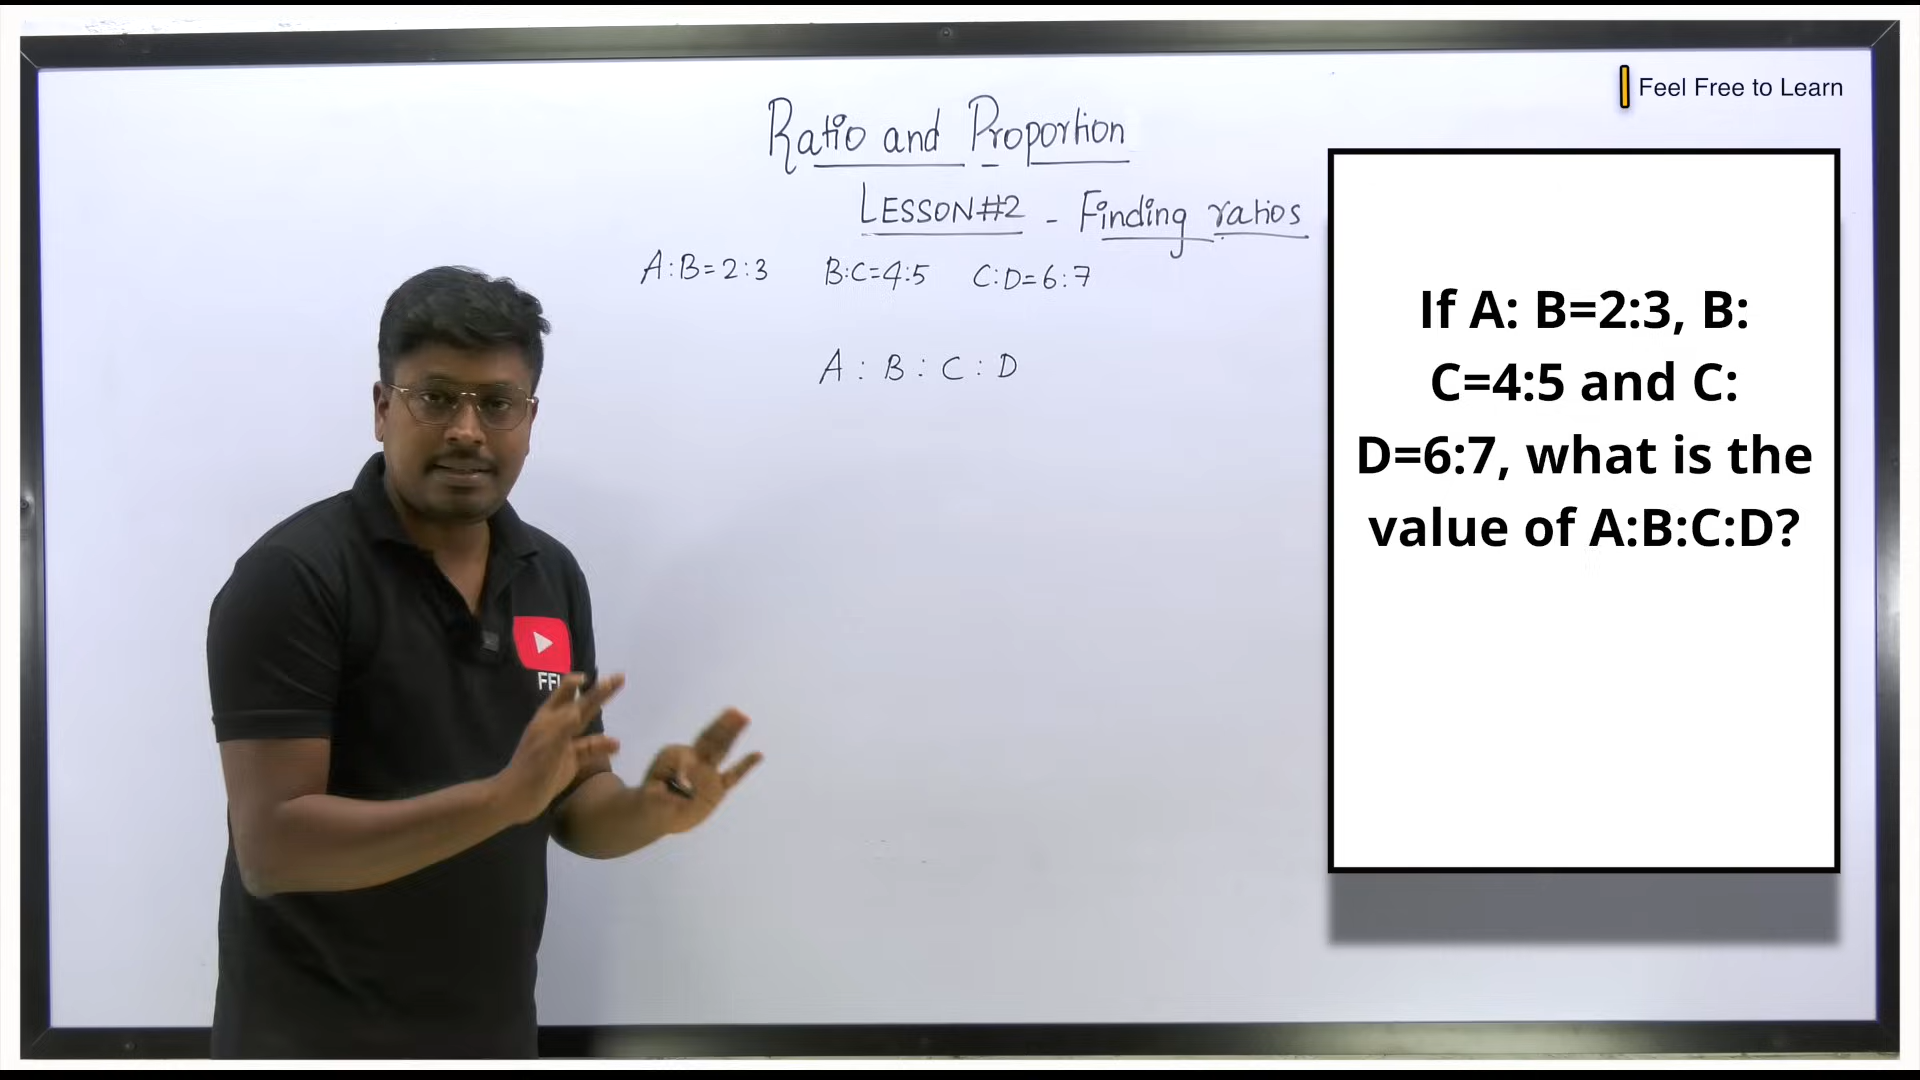 Feel Free to Learn
Ratio and Proportion
LESSON#2 - Finding ratios
A:B=2:3 B:C=4:5 C:D=6:7
A : B : C : D
If A: B=2:3, B:
C=4:5 and C:
D=6:7, what is the
value of A:B:C:D?